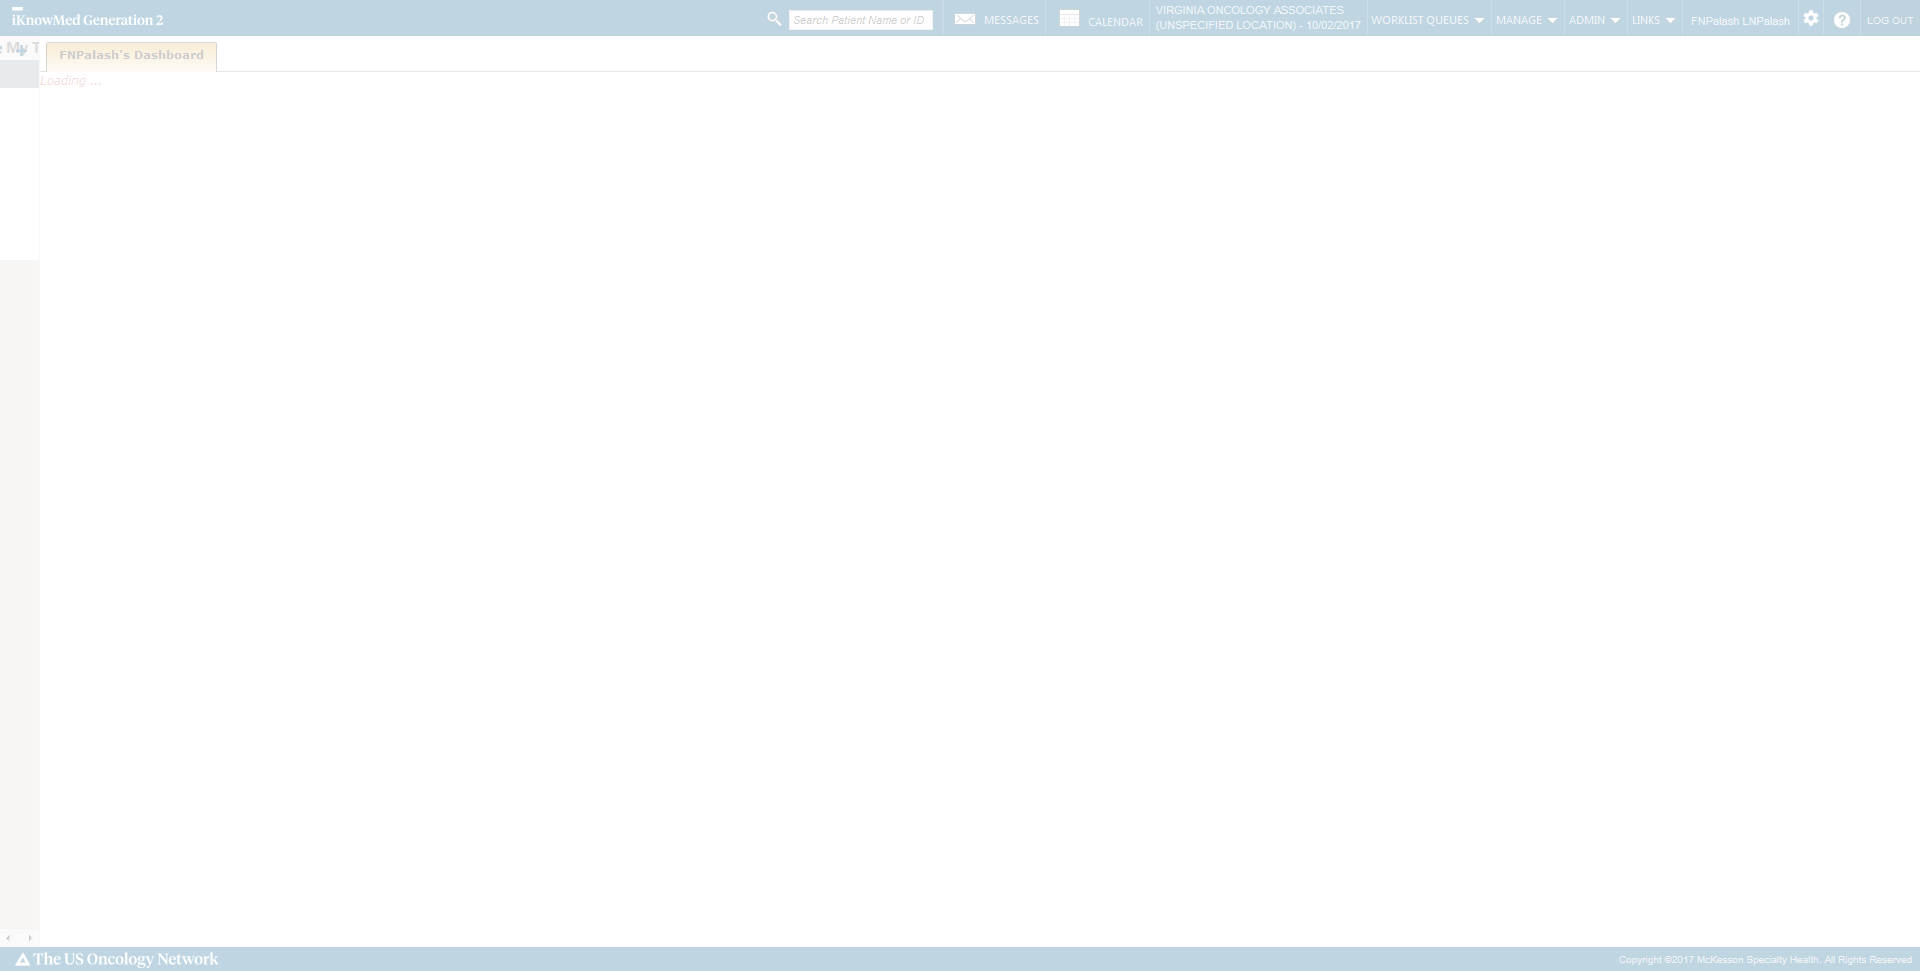 iKnowMed Generation 2
Search Patient Name or ID
MESSAGES
CALENDAR
VIRGINIA ONCOLOGY ASSOCIATES
(UNSPECIFIED LOCATION) - 10/02/2017
WORKLIST QUEUES
MANAGE
ADMIN
LINKS
FNPalash LNPalash
LOG OUT
My T
FNPalash's Dashboard
Loading ...
The US Oncology Network
Copyright ©2017 McKesson Specialty Health. All Rights Reserved